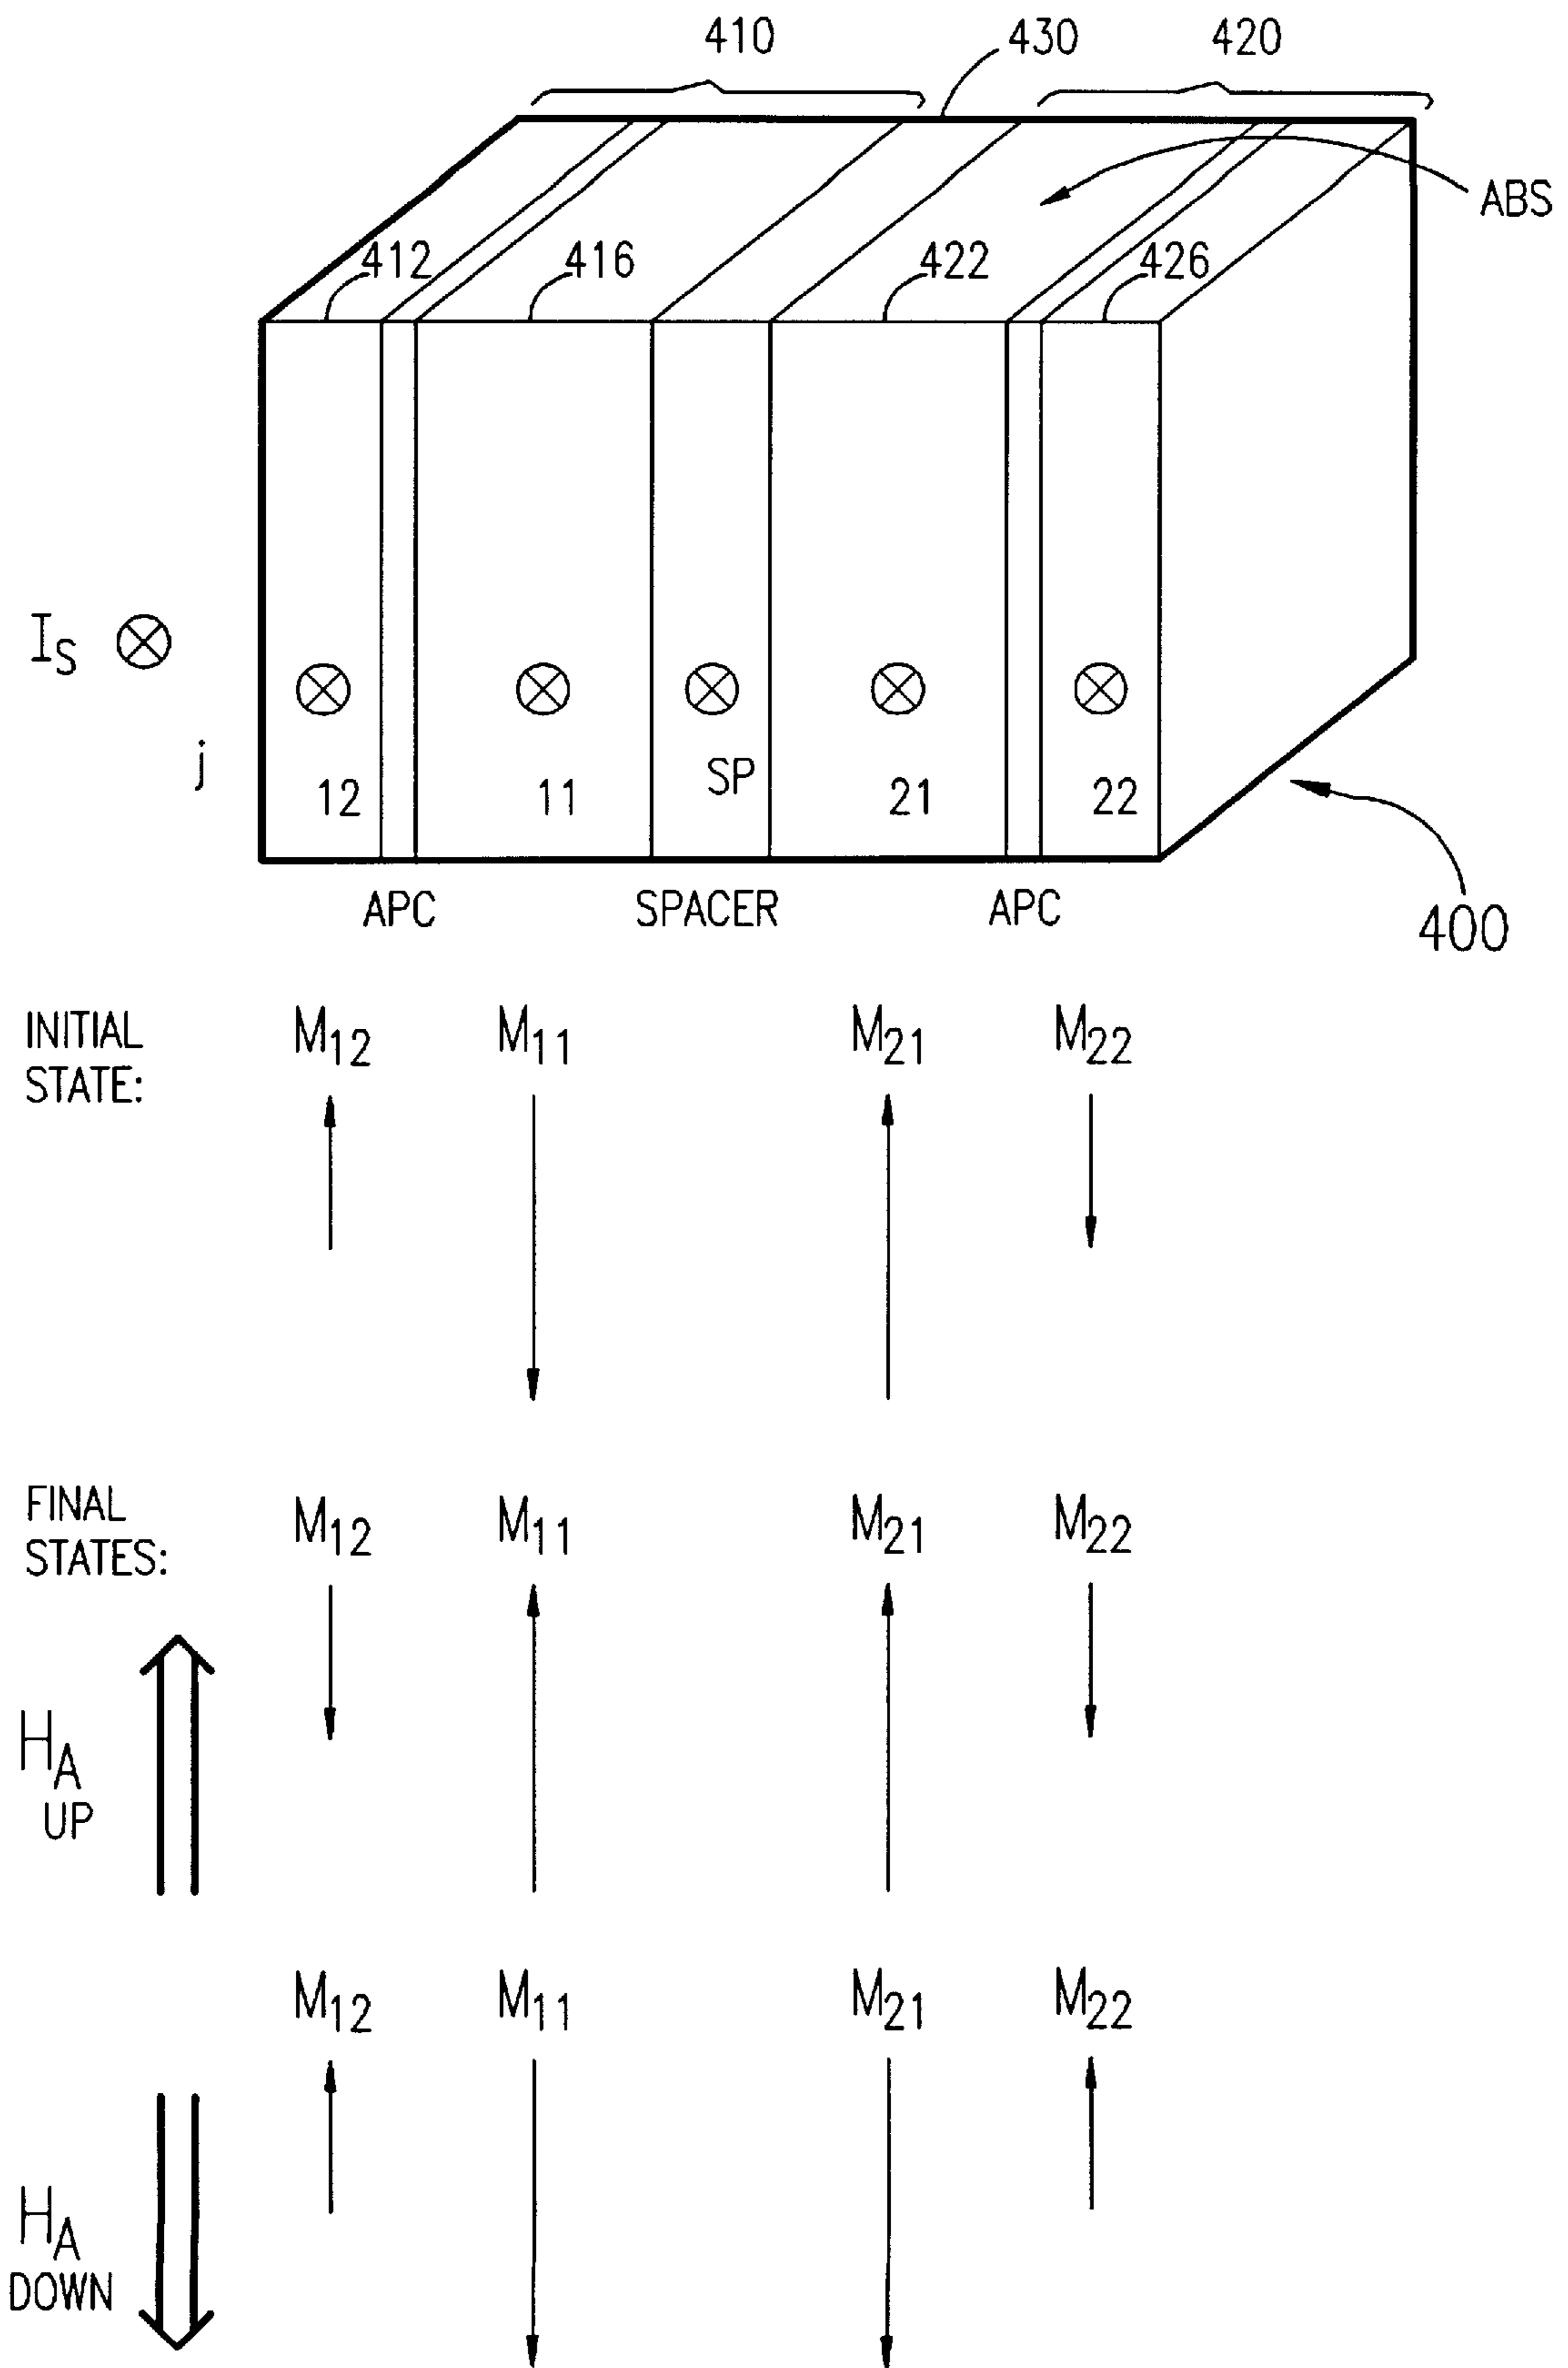 410 430 420
ABS
412 416 422 426
I_S
j
12 11 SP 21 22
APC SPACER APC
400
INITIAL STATE:
M12 M11 M21 M22
FINAL STATES:
M12 M11 M21 M22
H_A UP
M12 M11 M21 M22
H_A DOWN